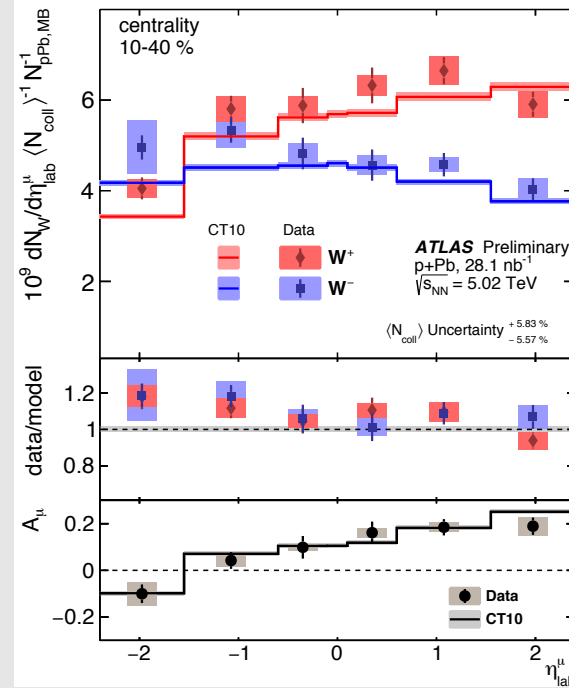 centrality
10-40 %
10⁹ dN_W/dη^μ_lab ⟨N_coll⟩⁻¹ N⁻¹_pPb,MB
6
4
2
CT10 Data
W⁺
W⁻
ATLAS Preliminary
p+Pb, 28.1 nb⁻¹
√s_NN = 5.02 TeV
⟨N_coll⟩ Uncertainty + 5.83 % − 5.57 %
data/model
1.2
1
0.8
A_μ
0.2
0
−0.2
Data
CT10
−2 −1 0 1 2
η^μ_lab